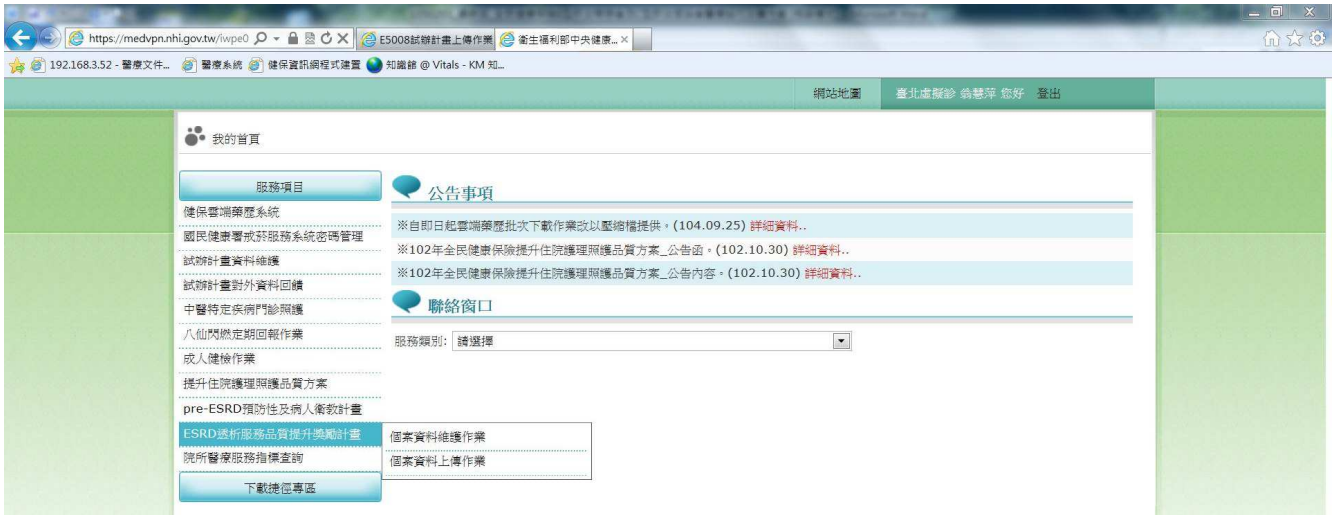 https://medvpn.nhi.gov.tw/iwpe0
E5008試辦計畫上傳作業
衛生福利部中央健康...
192.168.3.52 - 醫療文件...
醫療系統
健保資訊網程式建置
知識館 @ Vitals - KM 知...
網站地圖
臺北虛擬診 翁慧萍 您好
登出
我的首頁
服務項目
健保雲端藥歷系統
國民健康署戒菸服務系統密碼管理
試辦計畫資料維護
試辦計畫對外資料回饋
中醫特定疾病門診照護
八仙閃燃定期回報作業
成人健檢作業
提升住院護理照護品質方案
pre-ESRD預防性及病人衛教計畫
ESRD透析服務品質提升獎勵計畫
院所醫療服務指標查詢
下載捷徑專區
個案資料維護作業
個案資料上傳作業
公告事項
※自即日起雲端藥歷批次下載作業改以壓縮檔提供。(104.09.25) 詳細資料..
※102年全民健康保險提升住院護理照護品質方案_公告函。(102.10.30) 詳細資料..
※102年全民健康保險提升住院護理照護品質方案_公告內容。(102.10.30) 詳細資料..
聯絡窗口
服務類別: 請選擇